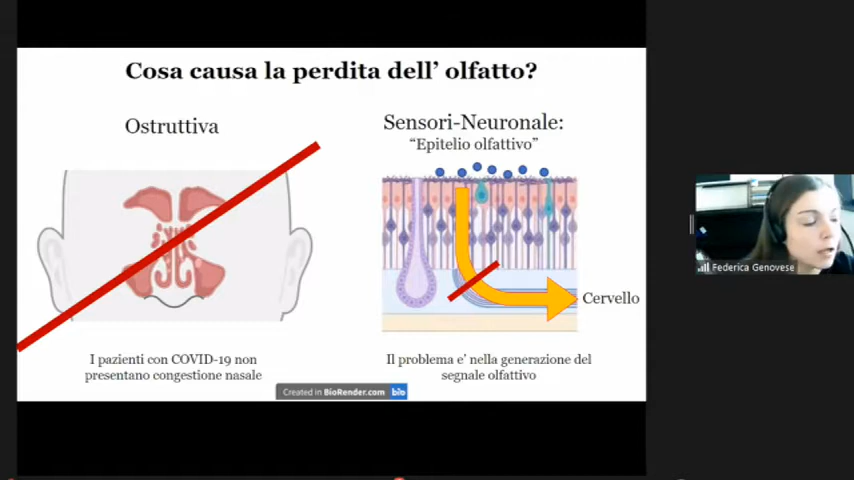 Cosa causa la perdita dell' olfatto?
Ostruttiva
Sensori-Neuronale:
“Epitelio olfattivo”
Cervello
I pazienti con COVID-19 non
presentano congestione nasale
Il problema e' nella generazione del
segnale olfattivo
Created in BioRender.com bio
Federica Genovese